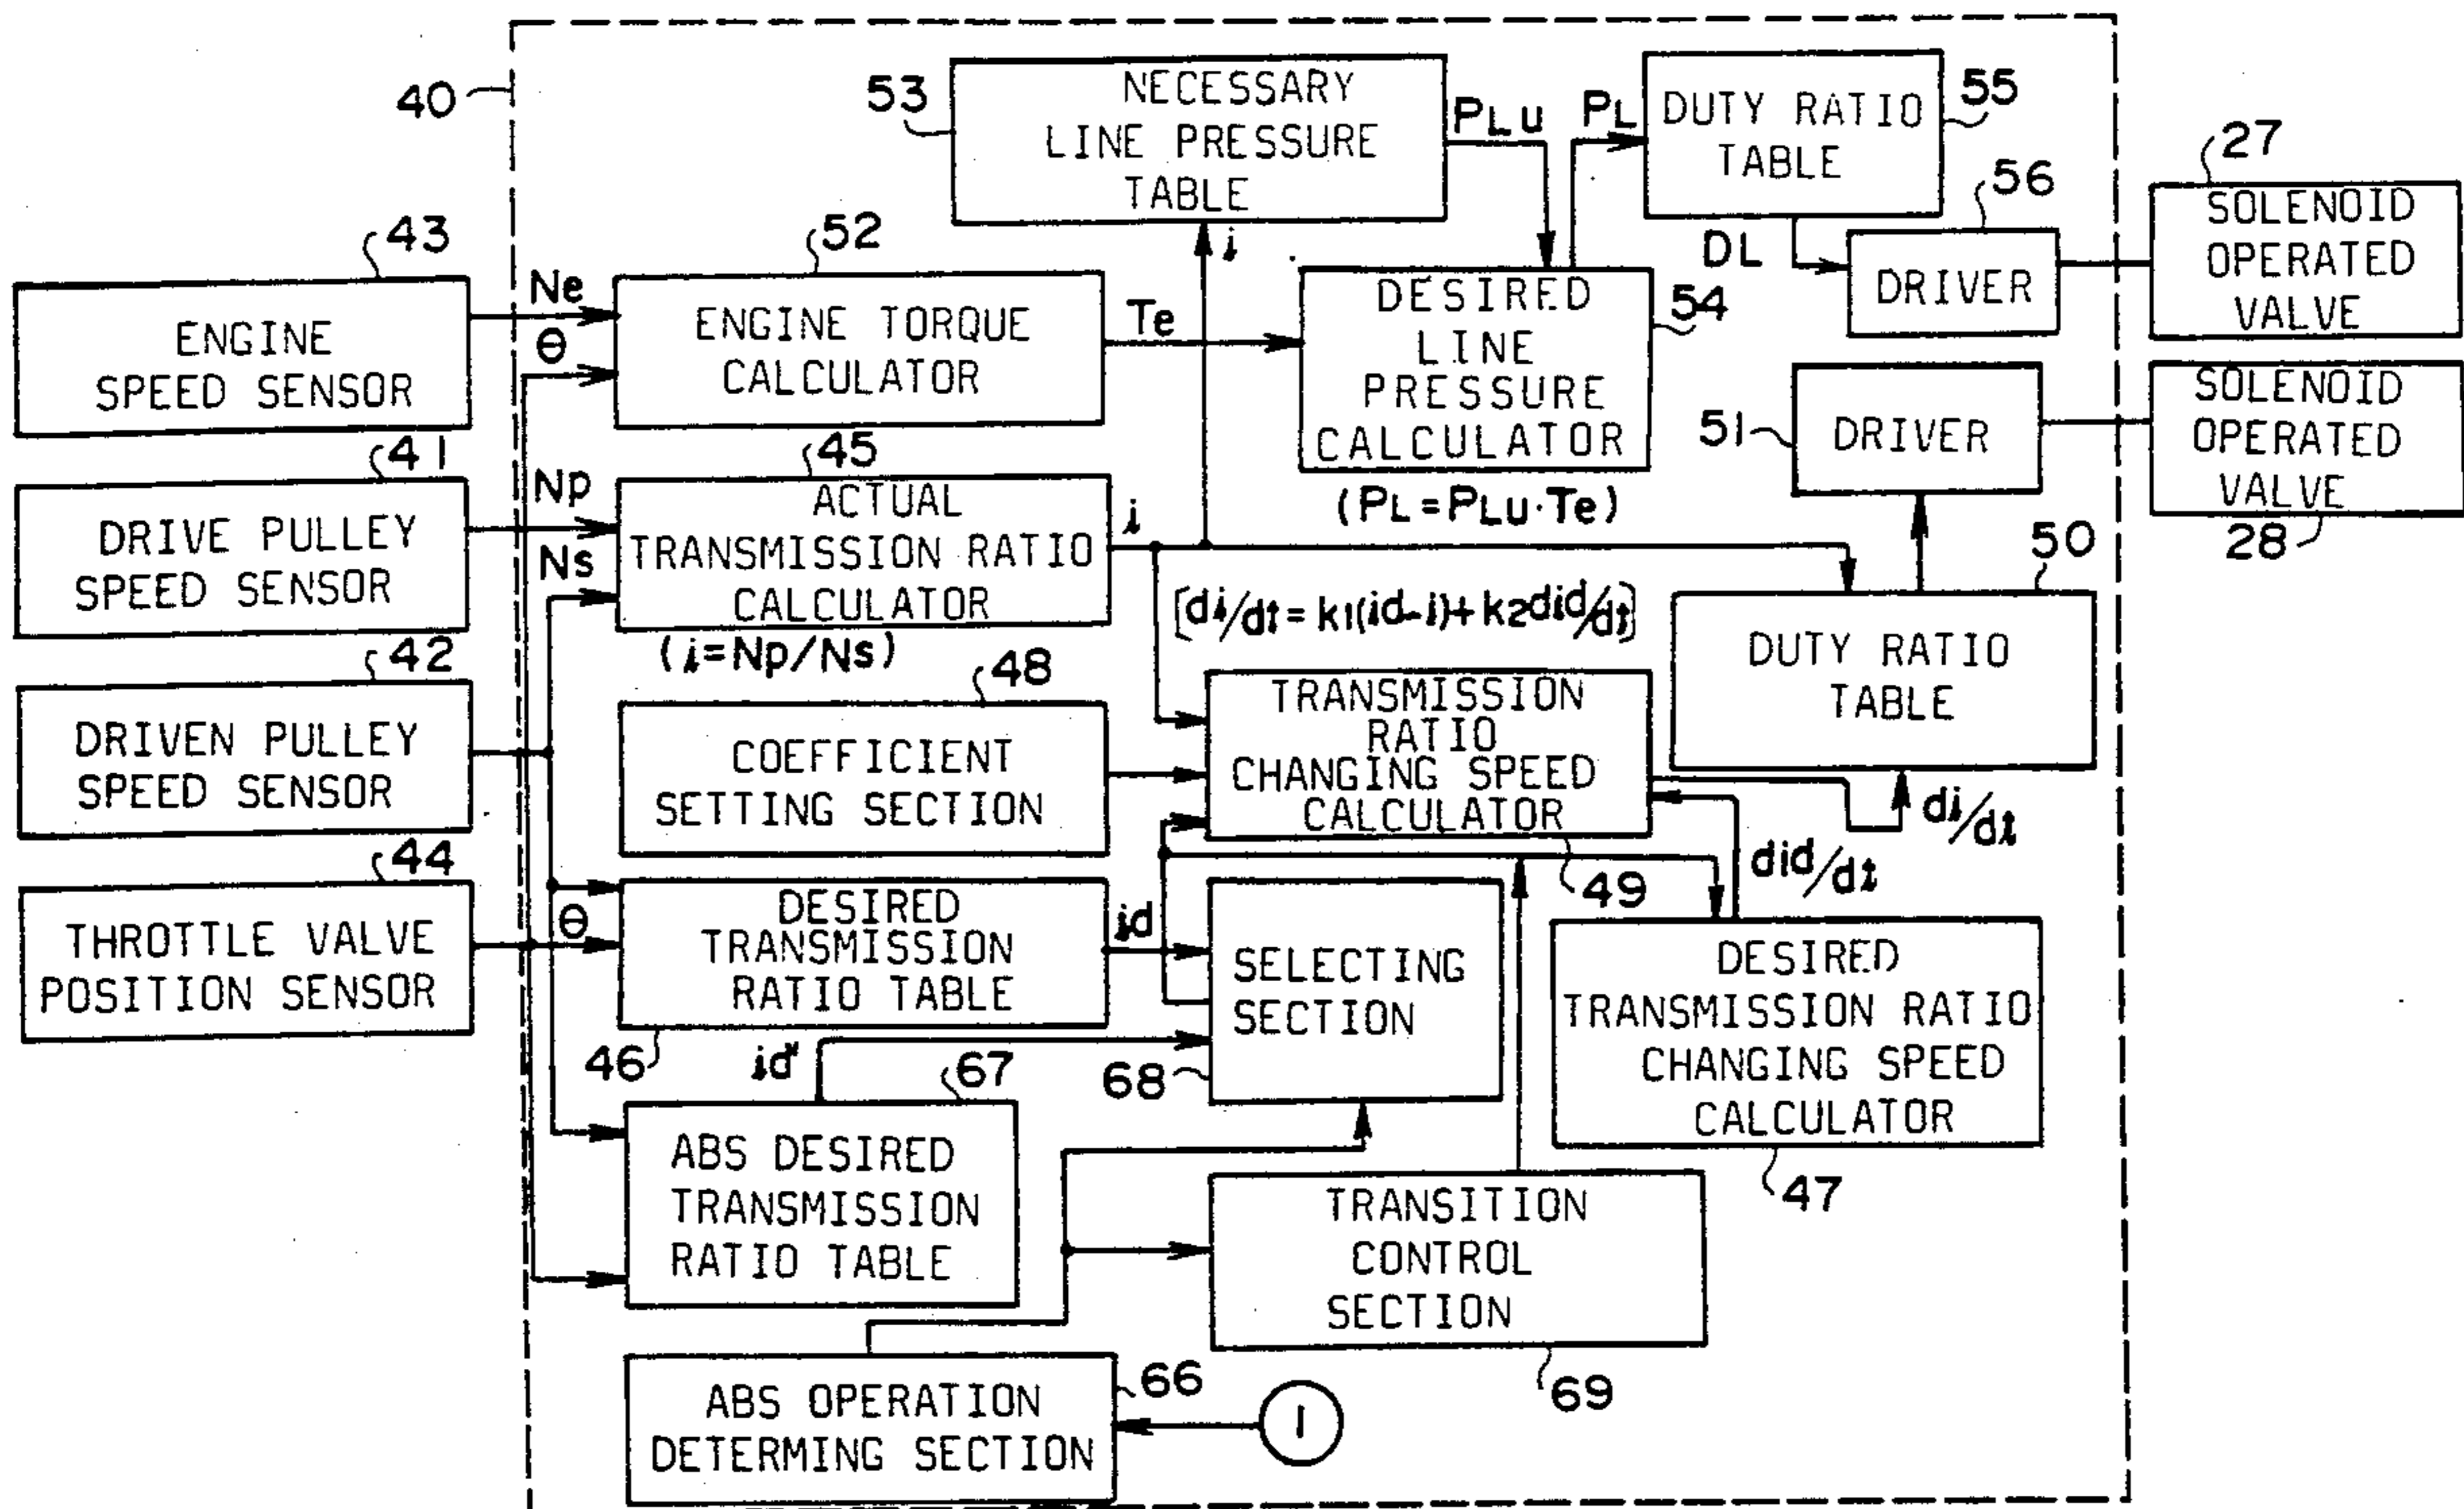 40
53
NECESSARY
LINE PRESSURE
TABLE
PLu
PL
DUTY RATIO
TABLE
55
27
SOLENOID
OPERATED
VALVE
56
DL
DRIVER
43
ENGINE
SPEED SENSOR
Ne
θ
52
ENGINE TORQUE
CALCULATOR
Te
i
DESIRED
LINE
PRESSURE
CALCULATOR
54
(PL=PLu·Te)
51
DRIVER
SOLENOID
OPERATED
VALVE
28
41
DRIVE PULLEY
SPEED SENSOR
Np
Ns
45
ACTUAL
TRANSMISSION RATIO
CALCULATOR
(i=Np/Ns)
i
[di/dt=k1(id-i)+k2did/dt]
50
DUTY RATIO
TABLE
42
DRIVEN PULLEY
SPEED SENSOR
48
COEFFICIENT
SETTING SECTION
TRANSMISSION
RATIO
CHANGING SPEED
CALCULATOR
49
di/dt
did/dt
44
THROTTLE VALVE
POSITION SENSOR
θ
DESIRED
TRANSMISSION
RATIO TABLE
46
id
SELECTING
SECTION
68
DESIRED
TRANSMISSION RATIO
CHANGING SPEED
CALCULATOR
47
id'
67
ABS DESIRED
TRANSMISSION
RATIO TABLE
TRANSITION
CONTROL
SECTION
69
ABS OPERATION
DETERMING SECTION
66
1